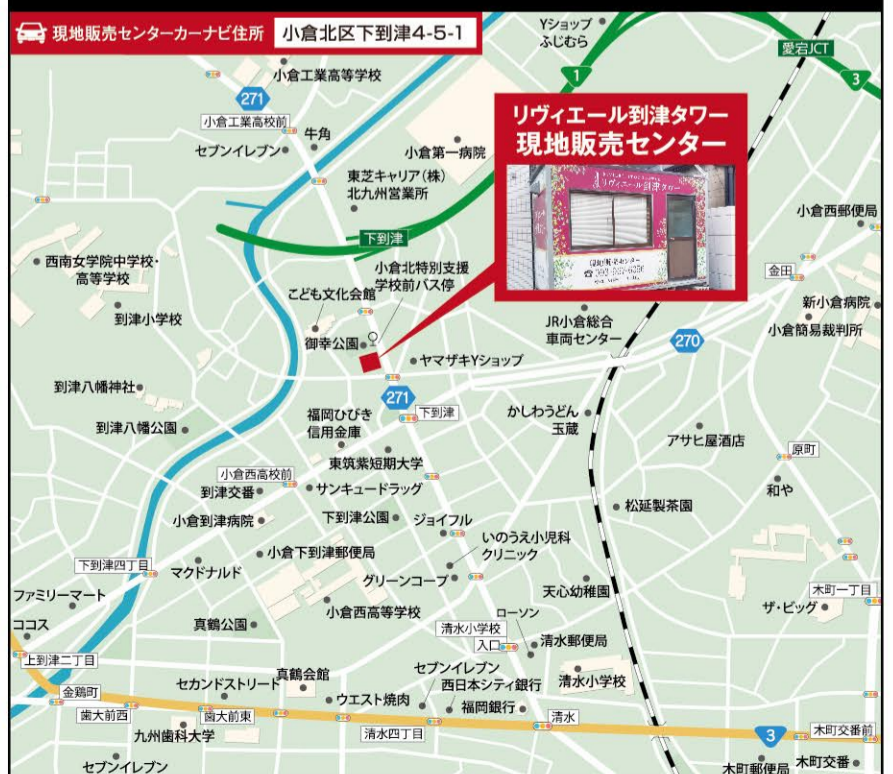 現地販売センターカーナビ住所
小倉北区下到津4-5-1
Yショップ
ふじむら
愛宕JCT
1
3
小倉工業高等学校
271
小倉工業高校前
牛角
セブンイレブン
小倉第一病院
リヴィエール到津タワー
現地販売センター
リヴィエール到津タワー
東芝キャリア(株)
北九州営業所
小倉西郵便局
下到津
西南女学院中学校・
高等学校
小倉北特別支援
学校前バス停
金田
こども文化会館
新小倉病院
到津小学校
JR小倉総合
車両センター
小倉簡易裁判所
御幸公園
270
ヤマザキYショップ
到津八幡神社
271
下到津
福岡ひびき
信用金庫
かしわうどん
玉蔵
到津八幡公園
アサヒ屋酒店
原町
東筑紫短期大学
小倉西高校前
到津交番
サンキュードラッグ
和や
小倉到津病院
下到津公園
ジョイフル
松延製茶園
いのうえ小児科
クリニック
小倉下到津郵便局
下到津四丁目
マクドナルド
グリーンコープ
天心幼稚園
木町一丁目
ファミリーマート
小倉西高等学校
ローソン
ザ・ビッグ
ココス
真鶴公園
清水小学校
入口
清水郵便局
上到津二丁目
セブンイレブン
真鶴会館
清水小学校
金鶏町
セカンドストリート
西日本シティ銀行
ウエスト焼肉
福岡銀行
歯大前西
歯大前東
清水
九州歯科大学
清水四丁目
3
木町交番前
セブンイレブン
木町郵便局
木町交番